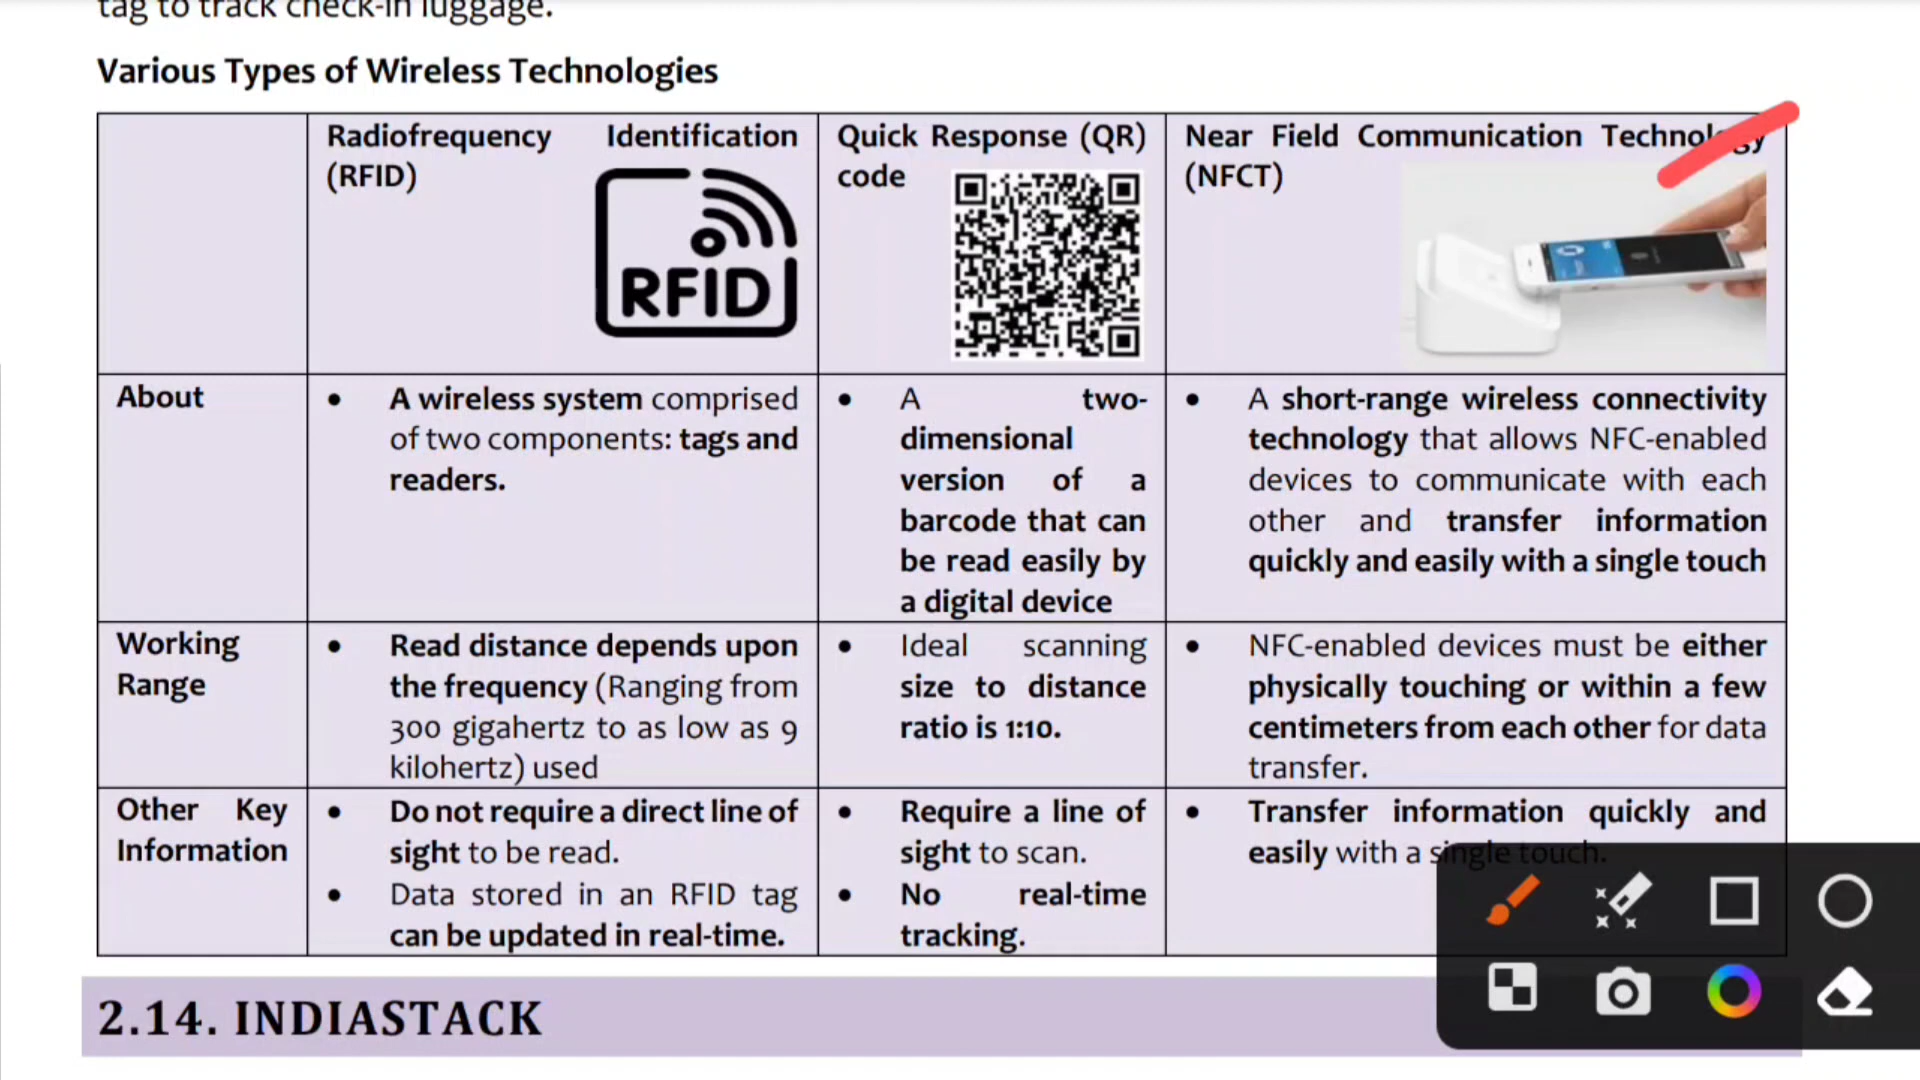 tag to track check-in luggage.
Various Types of Wireless Technologies
Radiofrequency Identification
(RFID)
RFID
Quick Response (QR)
code
Near Field Communication Technology
(NFCT)
About
• A wireless system comprised
of two components: tags and
readers.
• A two-
dimensional
version of a
barcode that can
be read easily by
a digital device
• A short-range wireless connectivity
technology that allows NFC-enabled
devices to communicate with each
other and transfer information
quickly and easily with a single touch
Working
Range
• Read distance depends upon
the frequency (Ranging from
300 gigahertz to as low as 9
kilohertz) used
• Ideal scanning
size to distance
ratio is 1:10.
• NFC-enabled devices must be either
physically touching or within a few
centimeters from each other for data
transfer.
Other Key
Information
• Do not require a direct line of
sight to be read.
• Data stored in an RFID tag
can be updated in real-time.
• Require a line of
sight to scan.
• No real-time
tracking.
• Transfer information quickly and
easily with a single touch.
2.14. INDIASTACK